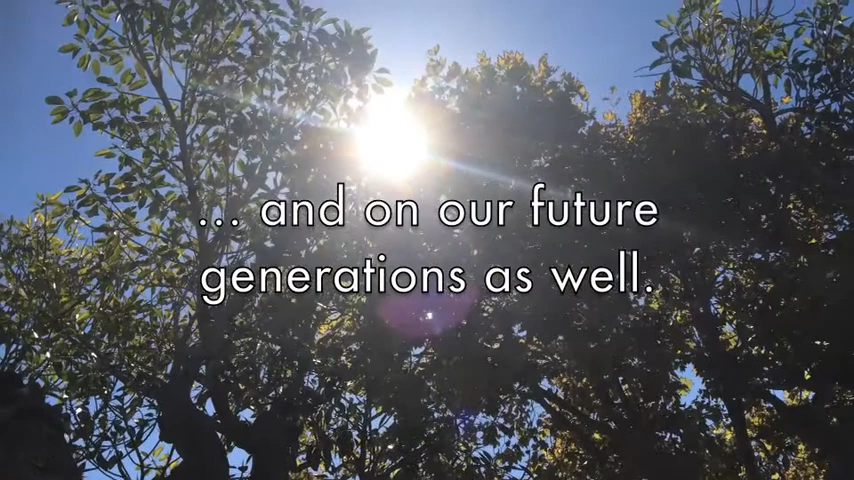 ... and on our future
generations as well.